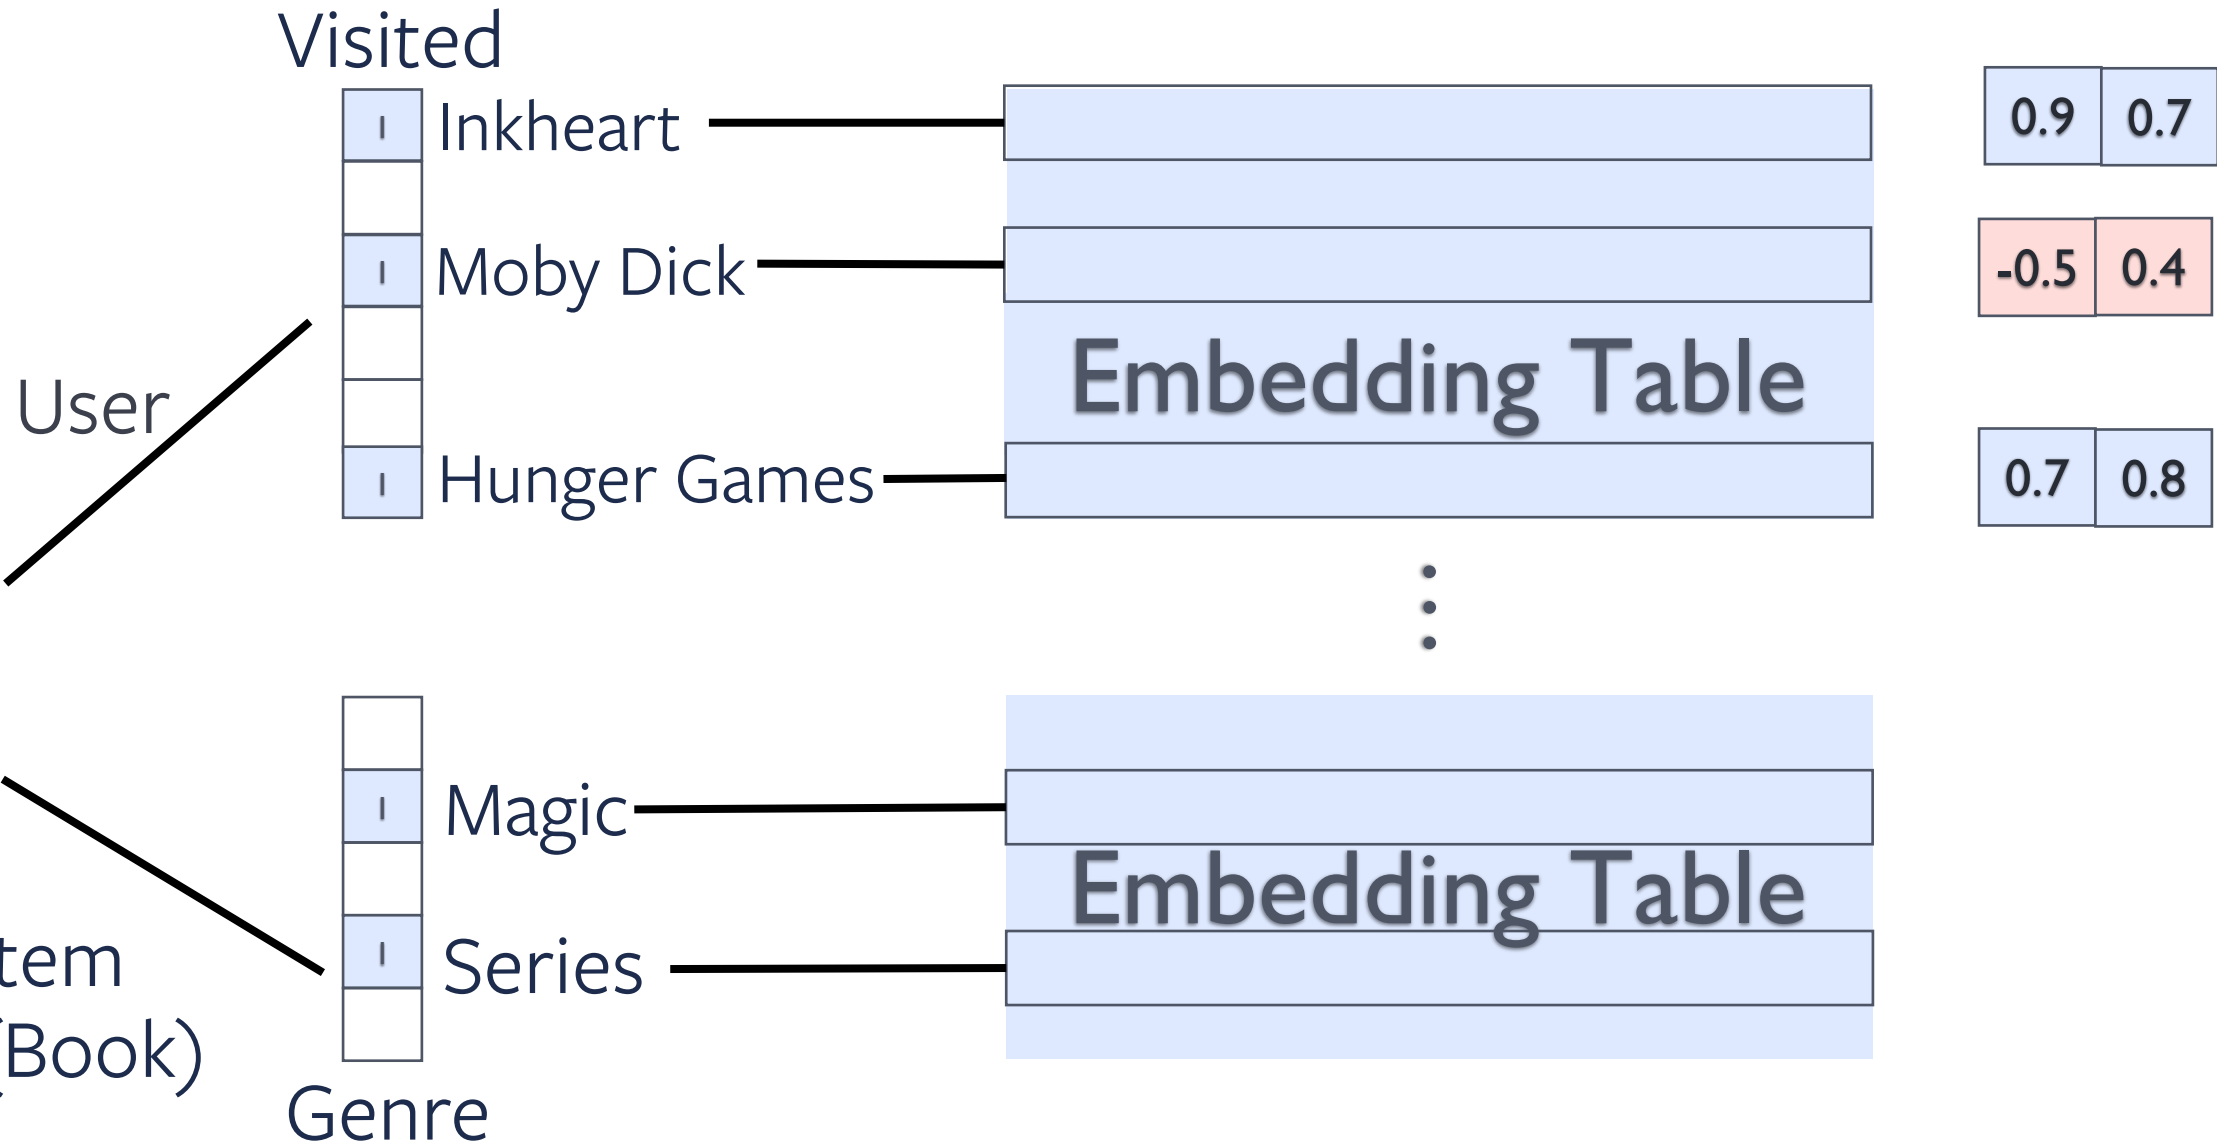 Visited
I Inkheart 0.9 0.7
I Moby Dick -0.5 0.4
Embedding Table
User
I Hunger Games 0.7 0.8
I Magic
Embedding Table
I Series
tem
(Book)
Genre